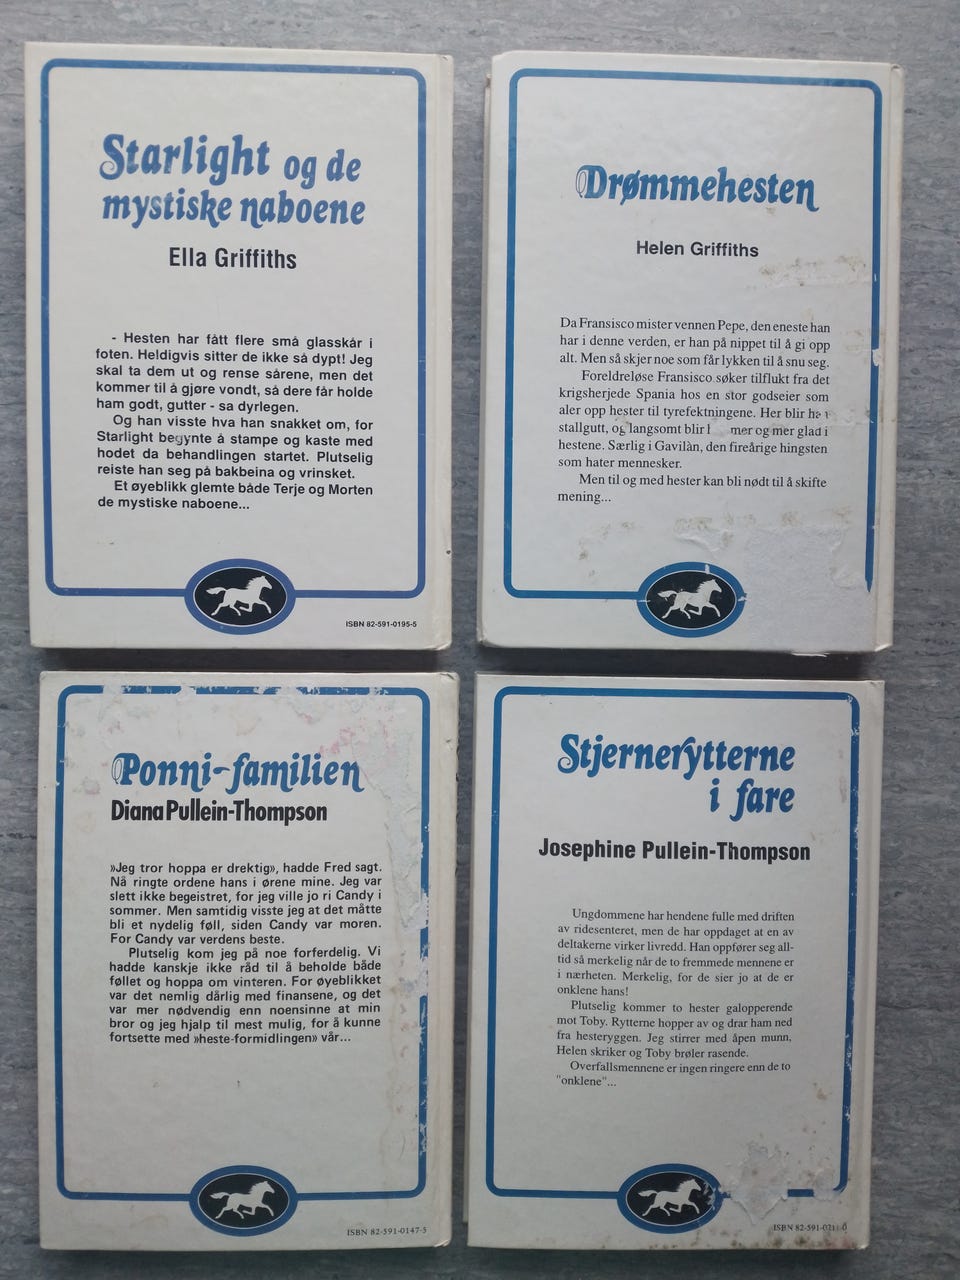 Starlight og de
mystiske naboene
Ella Griffiths
- Hesten har fått flere små glasskår i
foten. Heldigvis sitter de ikke så dypt! Jeg
skal ta dem ut og rense sårene, men det
kommer til å gjøre vondt, så dere får holde
ham godt, gutter - sa dyrlegen.
Og han visste hva han snakket om, for
Starlight begynte å stampe og kaste med
hodet da behandlingen startet. Plutselig
reiste han seg på bakbeina og vrinsket.
Et øyeblikk glemte både Terje og Morten
de mystiske naboene...
ISBN 82-591-0195-5
Drømmehesten
Helen Griffiths
Da Fransisco mister vennen Pepe, den eneste han
har i denne verden, er han på nippet til å gi opp
alt. Men så skjer noe som får lykken til å snu seg.
Foreldreløse Fransisco søker tilflukt fra det
krigsherjede Spania hos en stor godseier som
aler opp hester til tyrefektningene. Her blir han
stallgutt, og langsomt blir mer og mer glad i
hestene. Særlig i Gavilàn, den fireårige hingsten
som hater mennesker.
Men til og med hester kan bli nødt til å skifte
mening...
Ponni-familien
Diana Pullein-Thompson
»Jeg tror hoppa er drektig», hadde Fred sagt.
Nå ringte ordene hans i ørene mine. Jeg var
slett ikke begeistret, for jeg ville jo ri Candy i
sommer. Men samtidig visste jeg at det måtte
bli et nydelig føll, siden Candy var moren.
For Candy var verdens beste.
Plutselig kom jeg på noe forferdelig. Vi
hadde kanskje ikke råd til å beholde både
føllet og hoppa om vinteren. For øyeblikket
var det nemlig dårlig med finansene, og det
var mer nødvendig enn noensinne at min
bror og jeg hjalp til mest mulig, for å kunne
fortsette med »heste-formidlingen» vår...
ISBN 82-591-0147-5
Stjernerytterne
i fare
Josephine Pullein-Thompson
Ungdommene har hendene fulle med driften
av ridesenteret, men de har oppdaget at en av
deltakerne virker livredd. Han oppfører seg all-
tid så merkelig når de to fremmede mennene er
i nærheten. Merkelig, for de sier jo at de er
onklene hans!
Plutselig kommer to hester galopperende
mot Toby. Rytterne hopper av og drar ham ned
fra hesteryggen. Jeg stirrer med åpen munn,
Helen skriker og Toby brøler rasende.
Overfallsmennene er ingen ringere enn de to
"onklene"...
ISBN